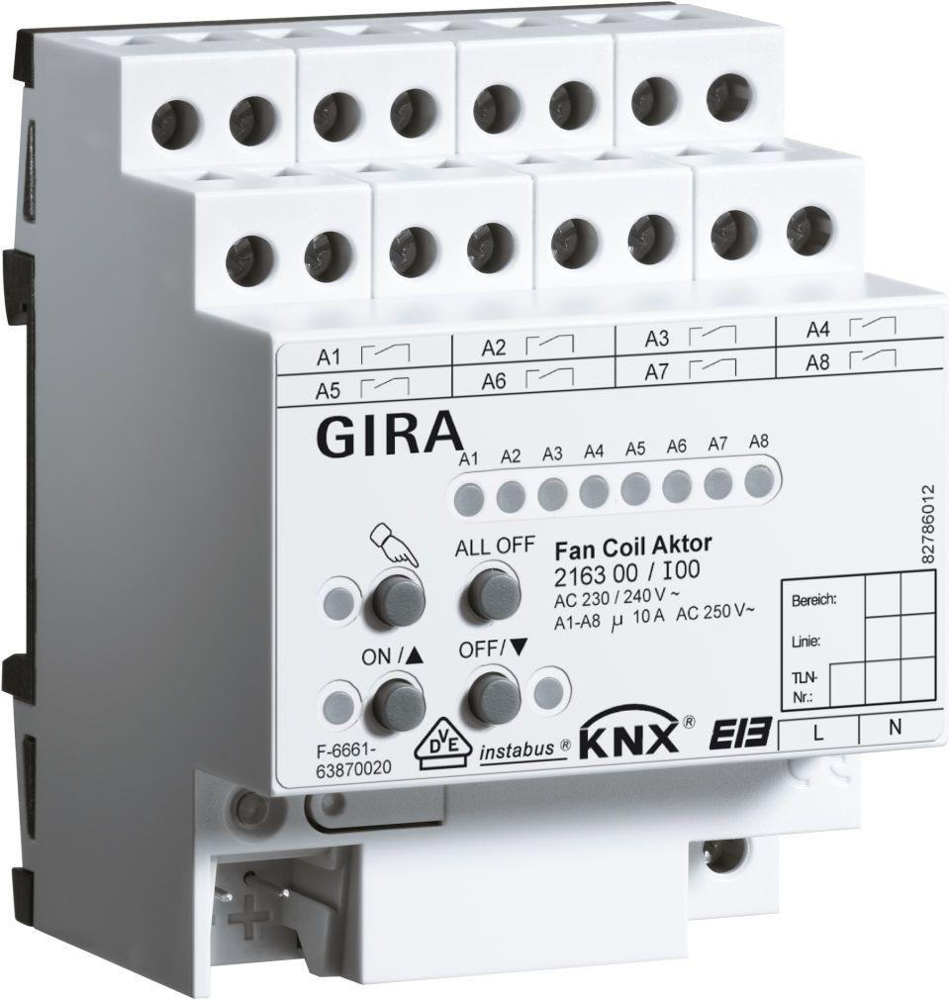 A1 A2 A3 A4
A5 A6 A7 A8
GIRA
A1 A2 A3 A4 A5 A6 A7 A8
ALL OFF
Fan Coil Aktor
2163 00 / I00
AC 230 / 240 V ~
A1-A8 µ 10 A AC 250 V~
82786012
ON /▲ OFF/▼
Bereich:
Linie:
TLN-
Nr.:
F-6661-
63870020
VDE
instabus ®
KNX ®
EIB
L N
+